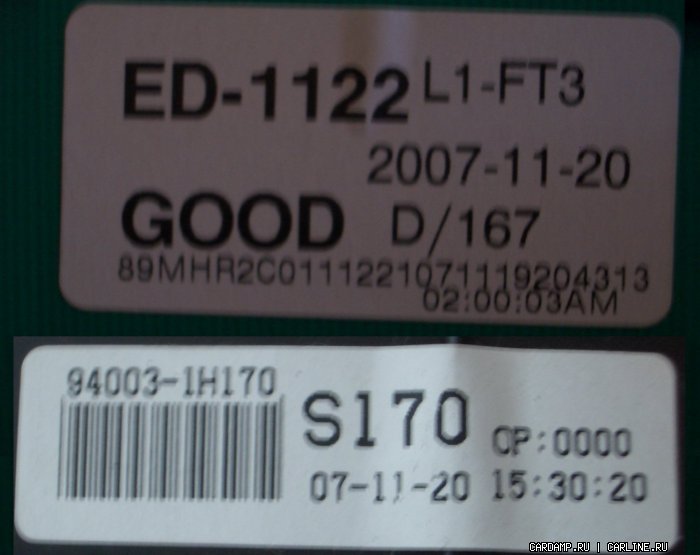 ED-1122 L1-FT3
2007-11-20
GOOD D/167
89MHR2C0111221071119204313
02:00:03AM
94003-1H170
S170 CP:0000
07-11-20 15:30:20
CARDAMP.RU | CARLINE.RU